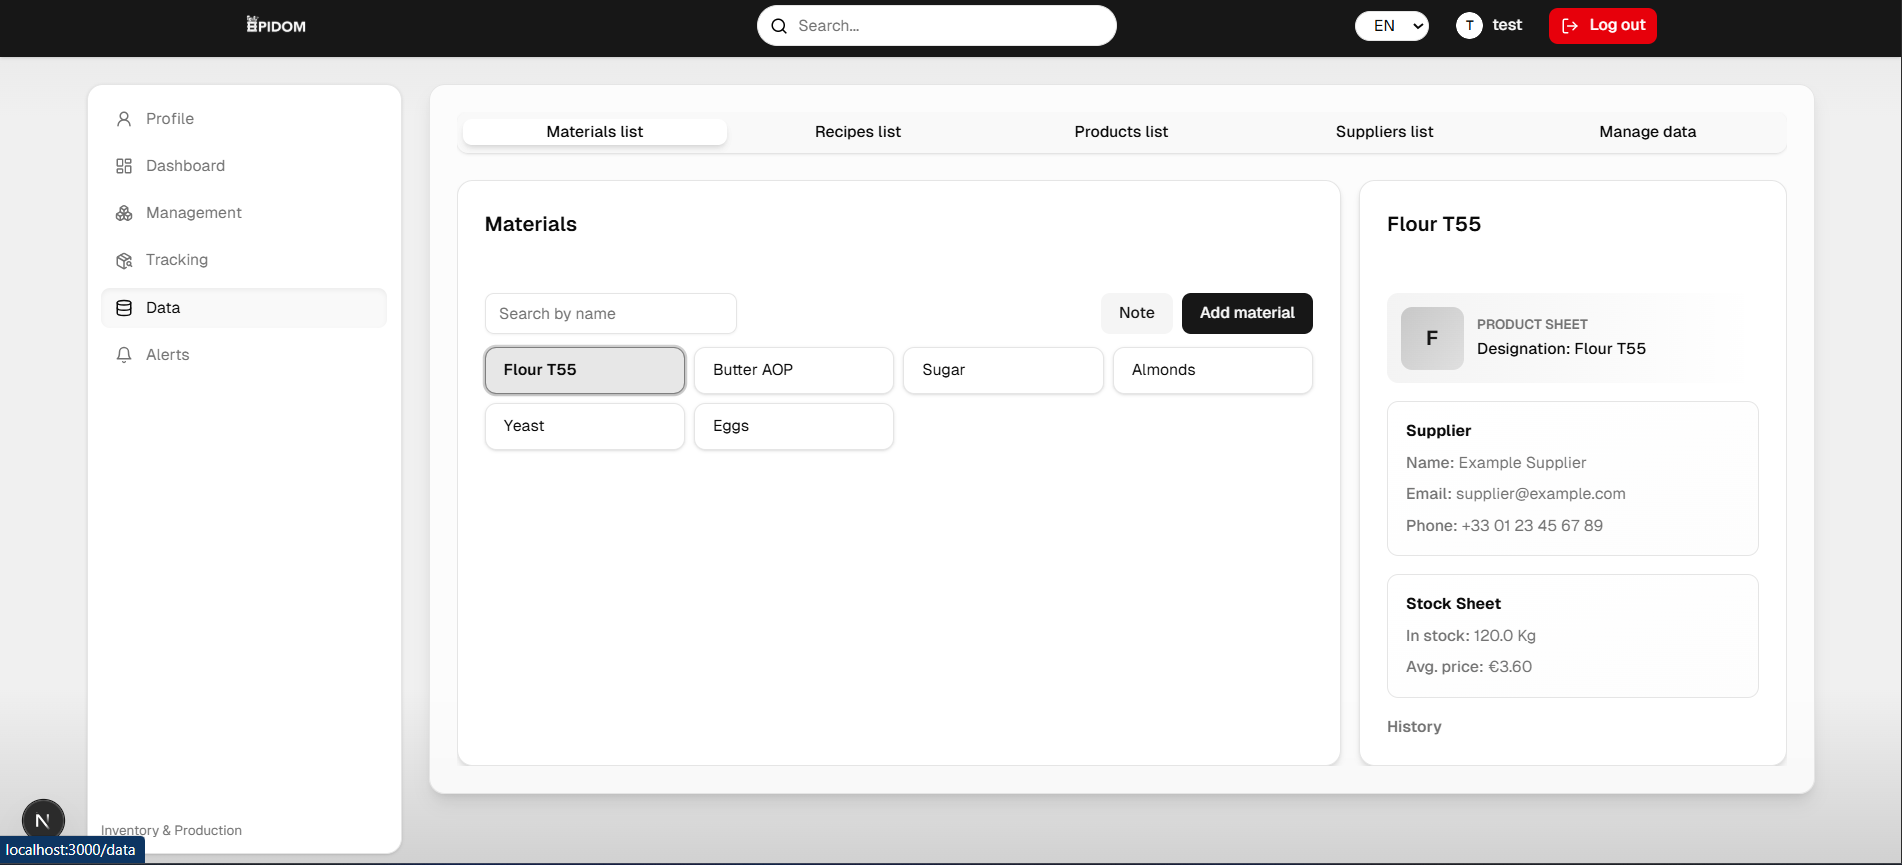 EPIDOM
Search...
EN
T
test
Log out
Profile
Dashboard
Management
Tracking
Data
Alerts
Inventory & Production
N
localhost:3000/data
Materials list
Recipes list
Products list
Suppliers list
Manage data
Materials
Search by name
Note
Add material
Flour T55
Butter AOP
Sugar
Almonds
Yeast
Eggs
Flour T55
F
PRODUCT SHEET
Designation: Flour T55
Supplier
Name: Example Supplier
Email: supplier@example.com
Phone: +33 01 23 45 67 89
Stock Sheet
In stock: 120.0 Kg
Avg. price: €3.60
History